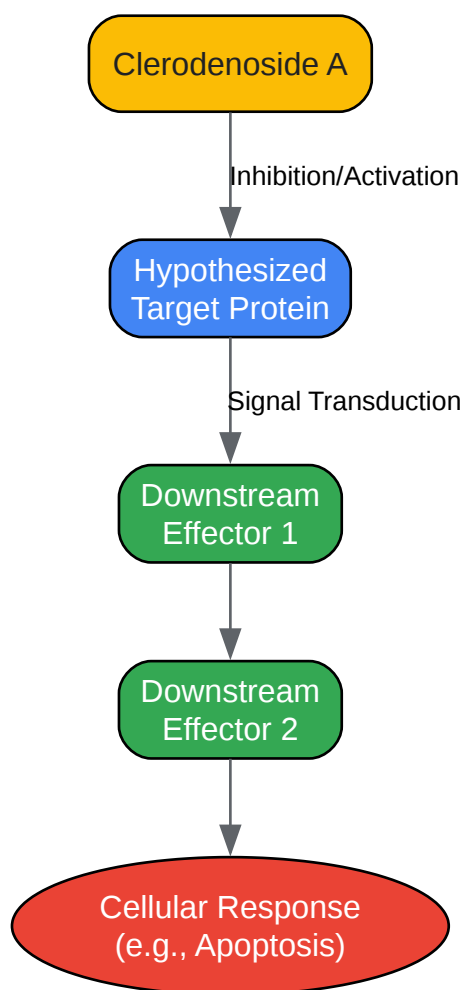 Clerodenoside A
Inhibition/Activation
Hypothesized
Target Protein
Signal Transduction
Downstream
Effector 1
Downstream
Effector 2
Cellular Response
(e.g., Apoptosis)